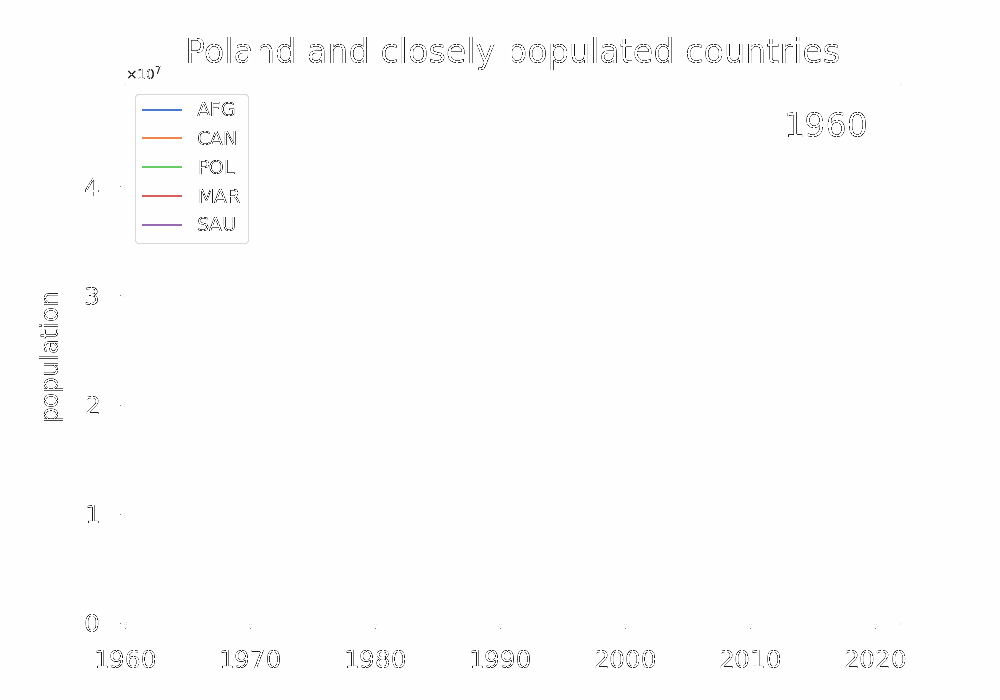 Poland and closely populated countries
×10⁷
AFG
CAN
POL
MAR
SAU
1960
4
3
2
1
0
population
1960 1970 1980 1990 2000 2010 2020